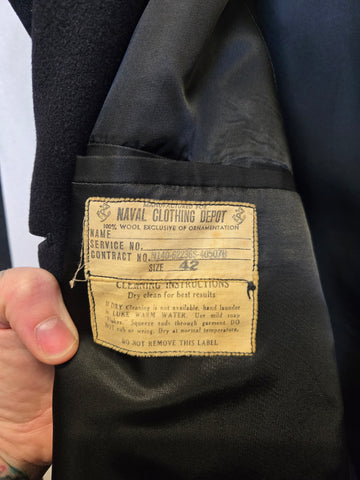 MANUFACTURED FOR
NAVAL CLOTHING DEPOT
100% WOOL EXCLUSIVE OF ORNAMENTATION
NAME
SERVICE NO.
CONTRACT NO.
SIZE 42
CLEANING INSTRUCTIONS
Dry clean for best results
If DRY Cleaning is not available, hand launder
in LUKE WARM WATER. Use mild soap
flakes. Squeeze suds through garment DO
NOT rub or wring. Dry at normal temperature.
DO NOT REMOVE THIS LABEL